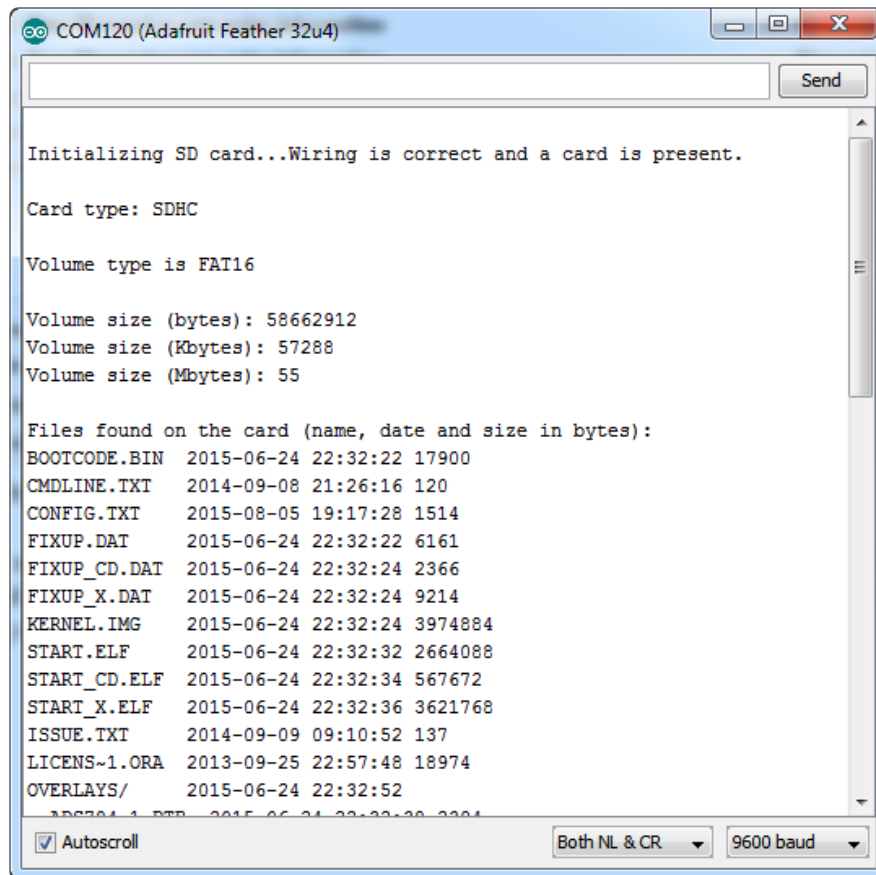 COM120 (Adafruit Feather 32u4)
Send
Initializing SD card...Wiring is correct and a card is present.
Card type: SDHC
Volume type is FAT16
Volume size (bytes): 58662912
Volume size (Kbytes): 57288
Volume size (Mbytes): 55
Files found on the card (name, date and size in bytes):
BOOTCODE.BIN 2015-06-24 22:32:22 17900
CMDLINE.TXT 2014-09-08 21:26:16 120
CONFIG.TXT 2015-08-05 19:17:28 1514
FIXUP.DAT 2015-06-24 22:32:22 6161
FIXUP_CD.DAT 2015-06-24 22:32:24 2366
FIXUP_X.DAT 2015-06-24 22:32:24 9214
KERNEL.IMG 2015-06-24 22:32:24 3974884
START.ELF 2015-06-24 22:32:32 2664088
START_CD.ELF 2015-06-24 22:32:34 567672
START_X.ELF 2015-06-24 22:32:36 3621768
ISSUE.TXT 2014-09-09 09:10:52 137
LICENS~1.ORA 2013-09-25 22:57:48 18974
OVERLAYS/ 2015-06-24 22:32:52
Autoscroll Both NL & CR 9600 baud